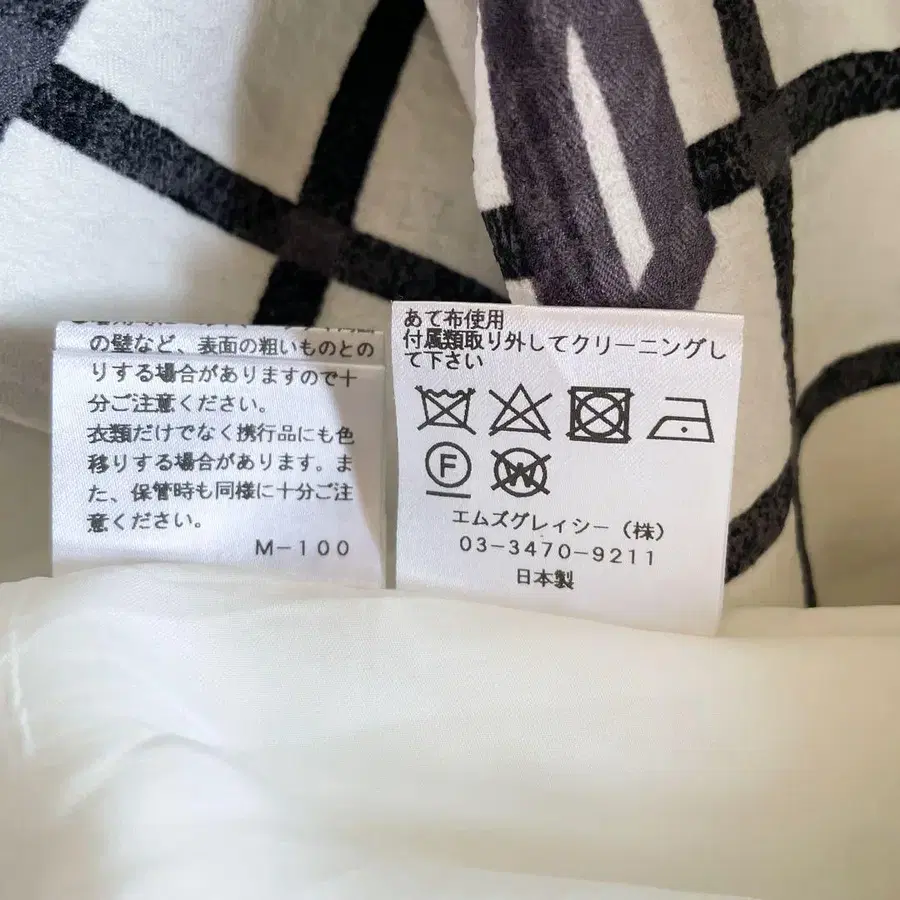 の壁など、表面の粗いものとの
りする場合がありますので十
分ご注意ください。
衣類だけでなく携行品にも色
移りする場合があります。ま
た、保管時も同様に十分ご注
意ください。
M-100
あて布使用
付属類取り外してクリーニングし
て下さい
F
W
エムズグレィシー(株)
03-3470-9211
日本製